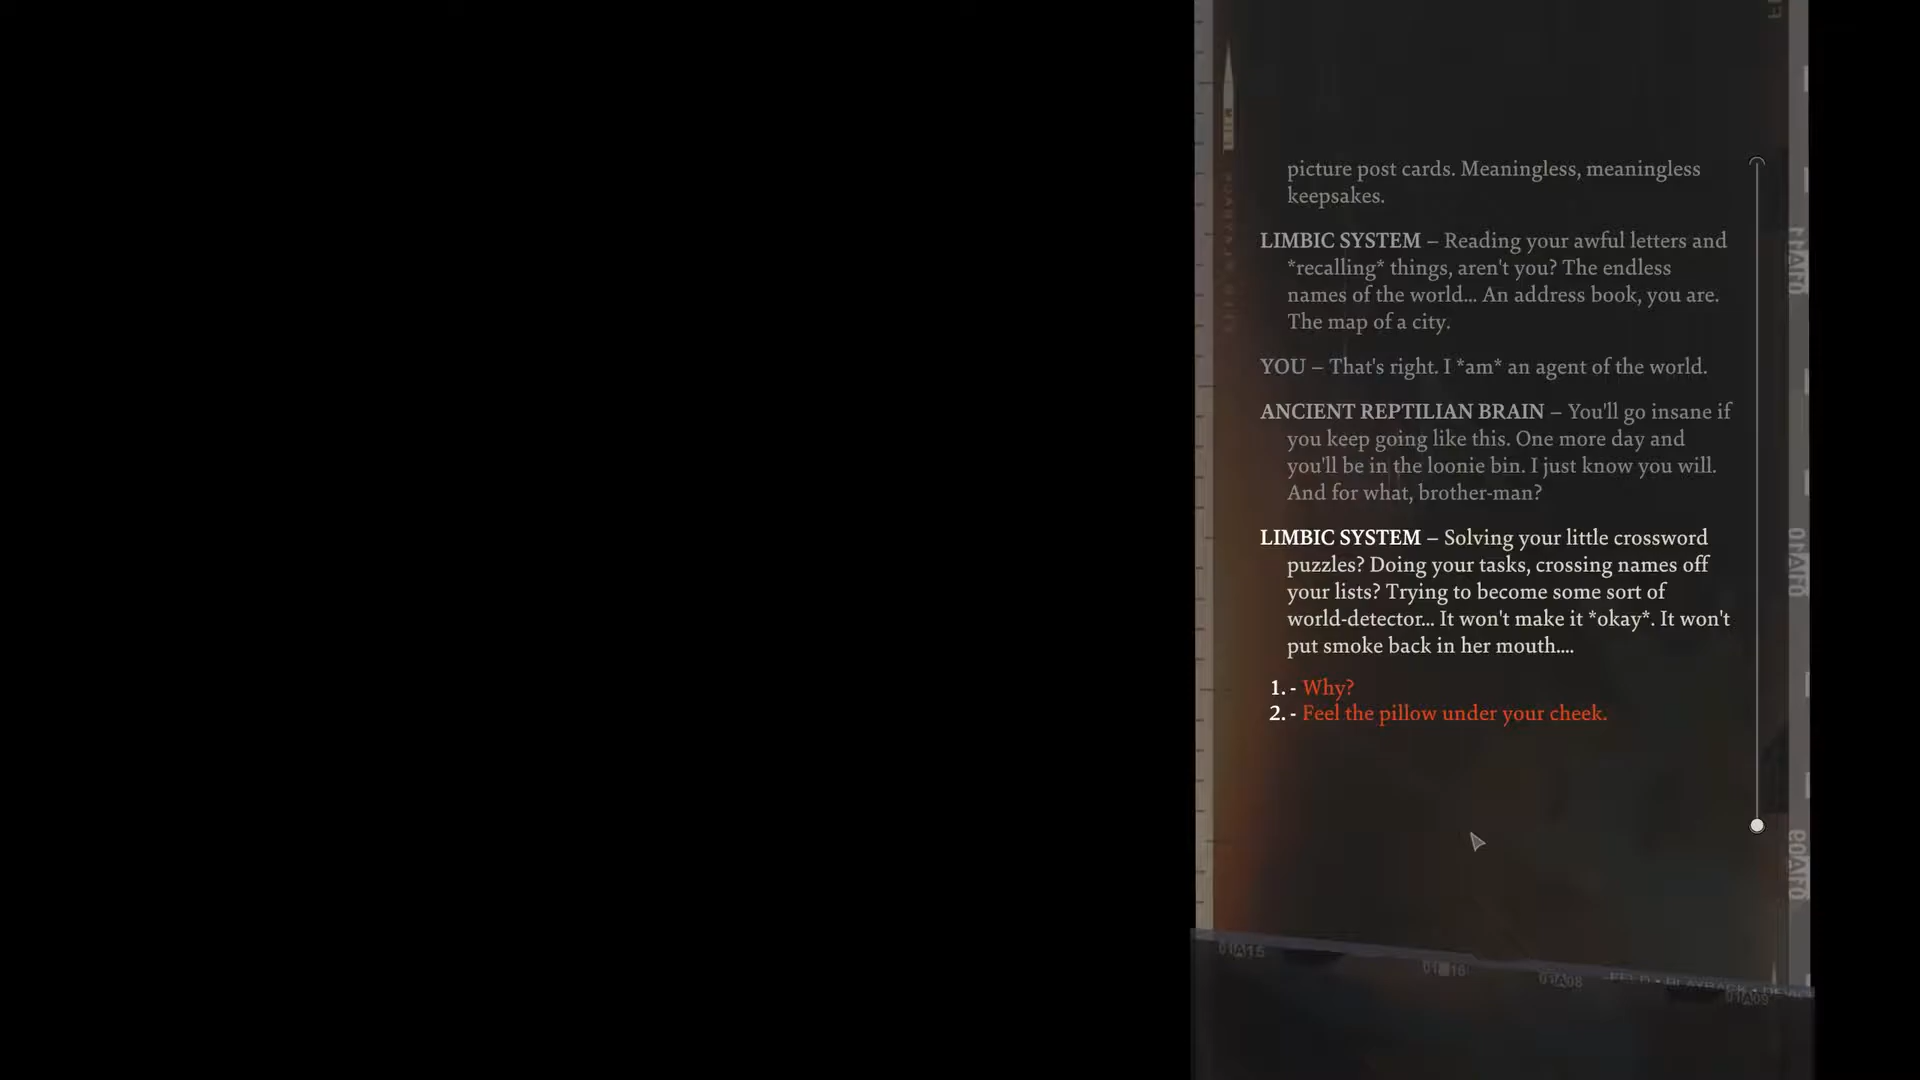 picture post cards. Meaningless, meaningless
keepsakes.
LIMBIC SYSTEM – Reading your awful letters and
*recalling* things, aren't you? The endless
names of the world... An address book, you are.
The map of a city.
YOU – That's right. I *am* an agent of the world.
ANCIENT REPTILIAN BRAIN – You'll go insane if
you keep going like this. One more day and
you'll be in the loonie bin. I just know you will.
And for what, brother-man?
LIMBIC SYSTEM – Solving your little crossword
puzzles? Doing your tasks, crossing names off
your lists? Trying to become some sort of
world-detector... It won't make it *okay*. It won't
put smoke back in her mouth....
1. - Why?
2. - Feel the pillow under your cheek.
01A11
01A10
01A09
01A15
01A08
01A09